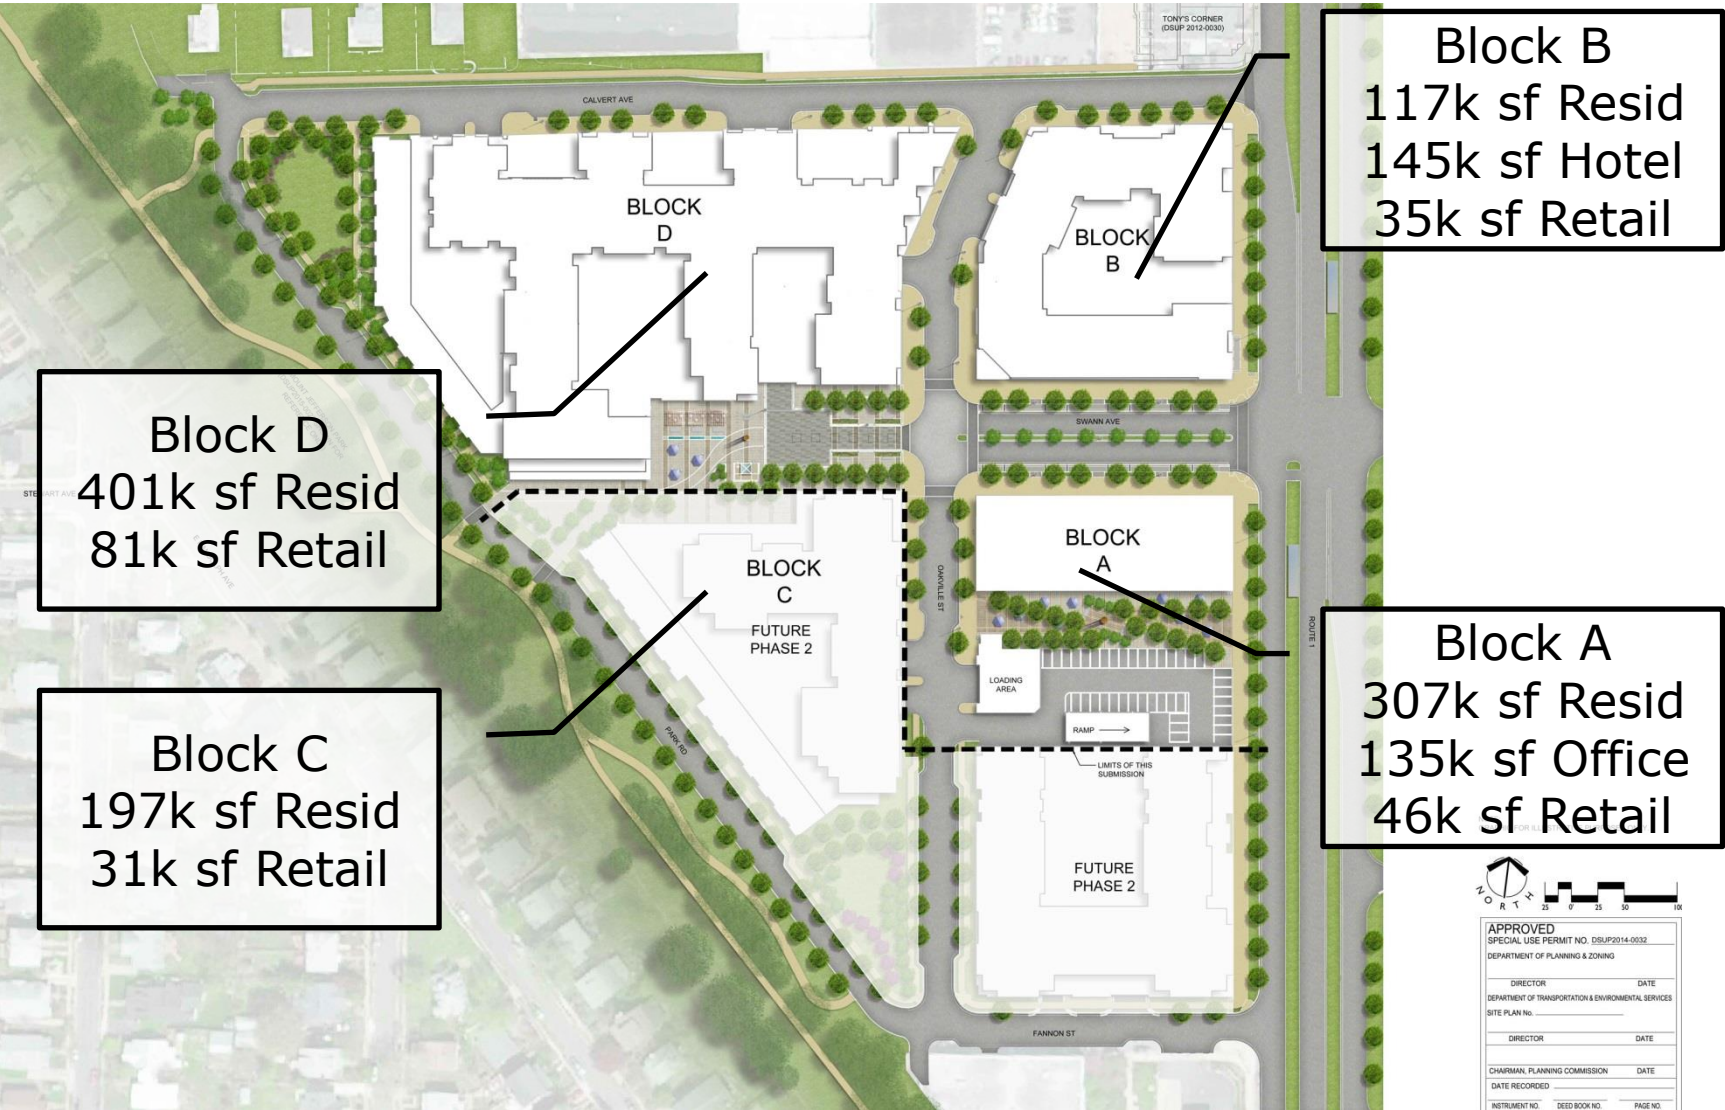 TONY'S CORNER
(DSUP 2012-0030)
Block B
117k sf Resid
145k sf Hotel
35k sf Retail
CALVERT AVE
BLOCK
D
BLOCK
B
Block D
401k sf Resid
81k sf Retail
SWANN AVE
BLOCK
A
BLOCK
C
FUTURE
PHASE 2
OAKVILLE ST
ROUTE 1
LOADING
AREA
RAMP
LIMITS OF THIS
SUBMISSION
PARK RD
Block A
307k sf Resid
135k sf Office
46k sf Retail
Block C
197k sf Resid
31k sf Retail
FUTURE
PHASE 2
FANNON ST
NORTH
25 0' 25 50
APPROVED
SPECIAL USE PERMIT NO. DSUP2014-0032
DEPARTMENT OF PLANNING & ZONING
DIRECTOR DATE
DEPARTMENT OF TRANSPORTATION & ENVIRONMENTAL SERVICES
SITE PLAN No.
DIRECTOR DATE
CHAIRMAN, PLANNING COMMISSION DATE
DATE RECORDED
INSTRUMENT NO. DEED BOOK NO. PAGE NO.